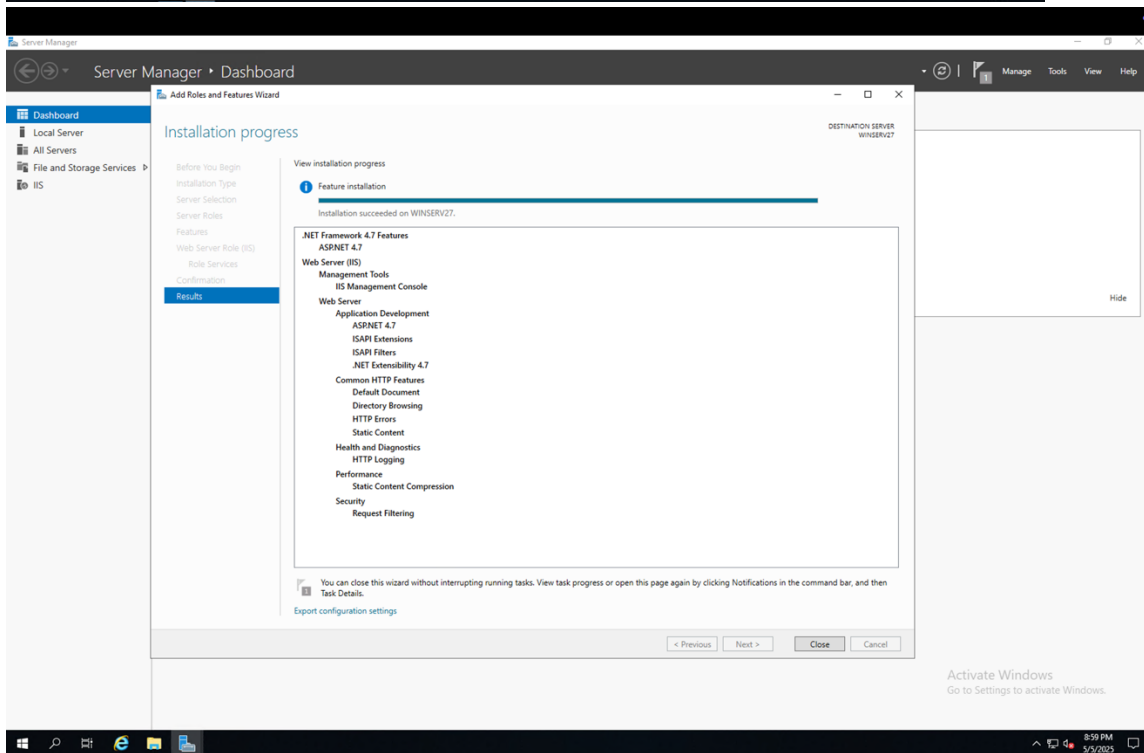 Server Manager
Server Manager • Dashboard
1
Manage
Tools
View
Help
Dashboard
Local Server
All Servers
File and Storage Services
IIS
Add Roles and Features Wizard
Installation progress
DESTINATION SERVER
WINSERV27
Before You Begin
Installation Type
Server Selection
Server Roles
Features
Web Server Role (IIS)
Role Services
Confirmation
Results
View installation progress
Feature installation
Installation succeeded on WINSERV27.
.NET Framework 4.7 Features
ASP.NET 4.7
Web Server (IIS)
Management Tools
IIS Management Console
Web Server
Application Development
ASP.NET 4.7
ISAPI Extensions
ISAPI Filters
.NET Extensibility 4.7
Common HTTP Features
Default Document
Directory Browsing
HTTP Errors
Static Content
Health and Diagnostics
HTTP Logging
Performance
Static Content Compression
Security
Request Filtering
1
You can close this wizard without interrupting running tasks. View task progress or open this page again by clicking Notifications in the command bar, and then
Task Details.
Export configuration settings
< Previous
Next >
Close
Cancel
Hide
Activate Windows
Go to Settings to activate Windows.
8:59 PM
5/5/2025